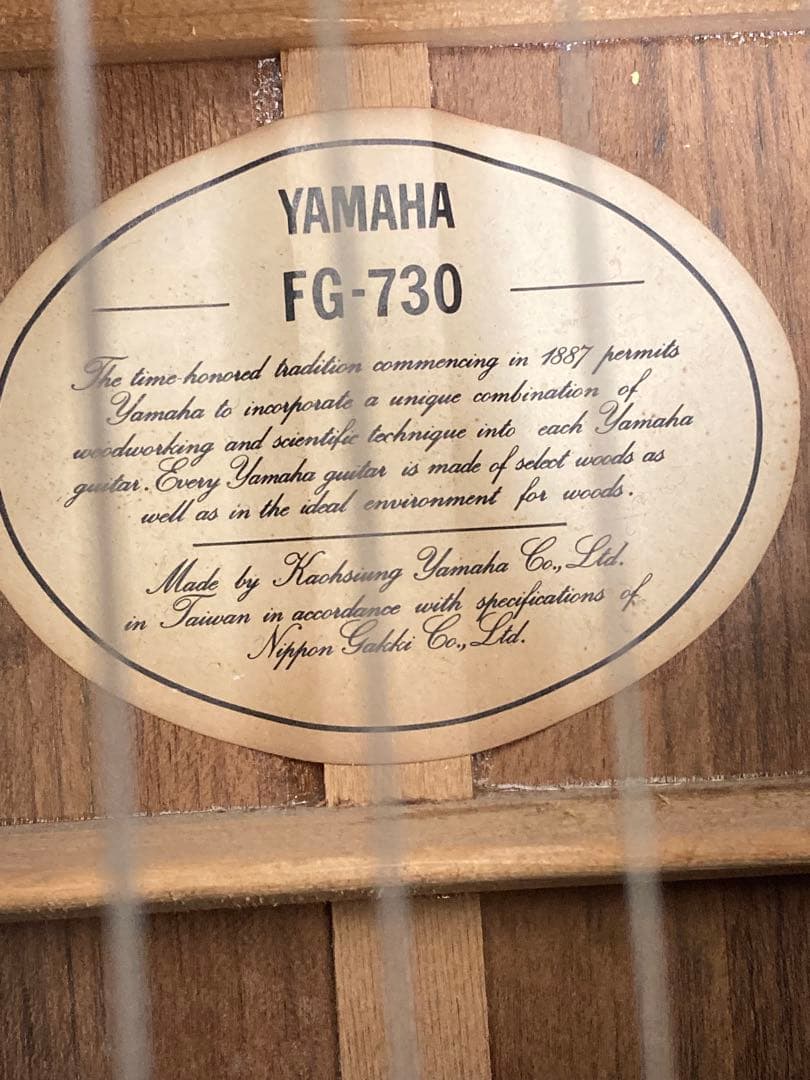 YAMAHA
FG-730
The time-honored tradition commencing in 1887 permits
Yamaha to incorporate a unique combination of
woodworking and scientific technique into each Yamaha
guitar. Every Yamaha guitar is made of select woods as
well as in the ideal environment for woods.
Made by Kaohsiung Yamaha Co., Ltd.
in Taiwan in accordance with specifications of
Nippon Gakki Co., Ltd.